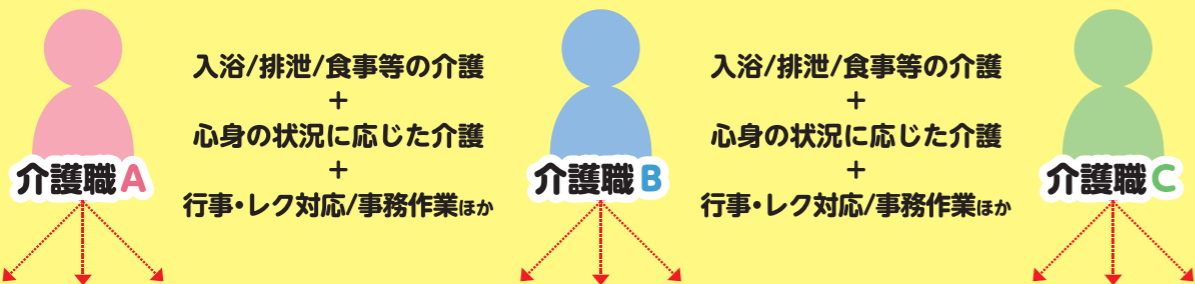 入浴/排泄/食事等の介護
+
心身の状況に応じた介護
+
行事・レク対応/事務作業ほか
入浴/排泄/食事等の介護
+
心身の状況に応じた介護
+
行事・レク対応/事務作業ほか
介護職A
介護職B
介護職C